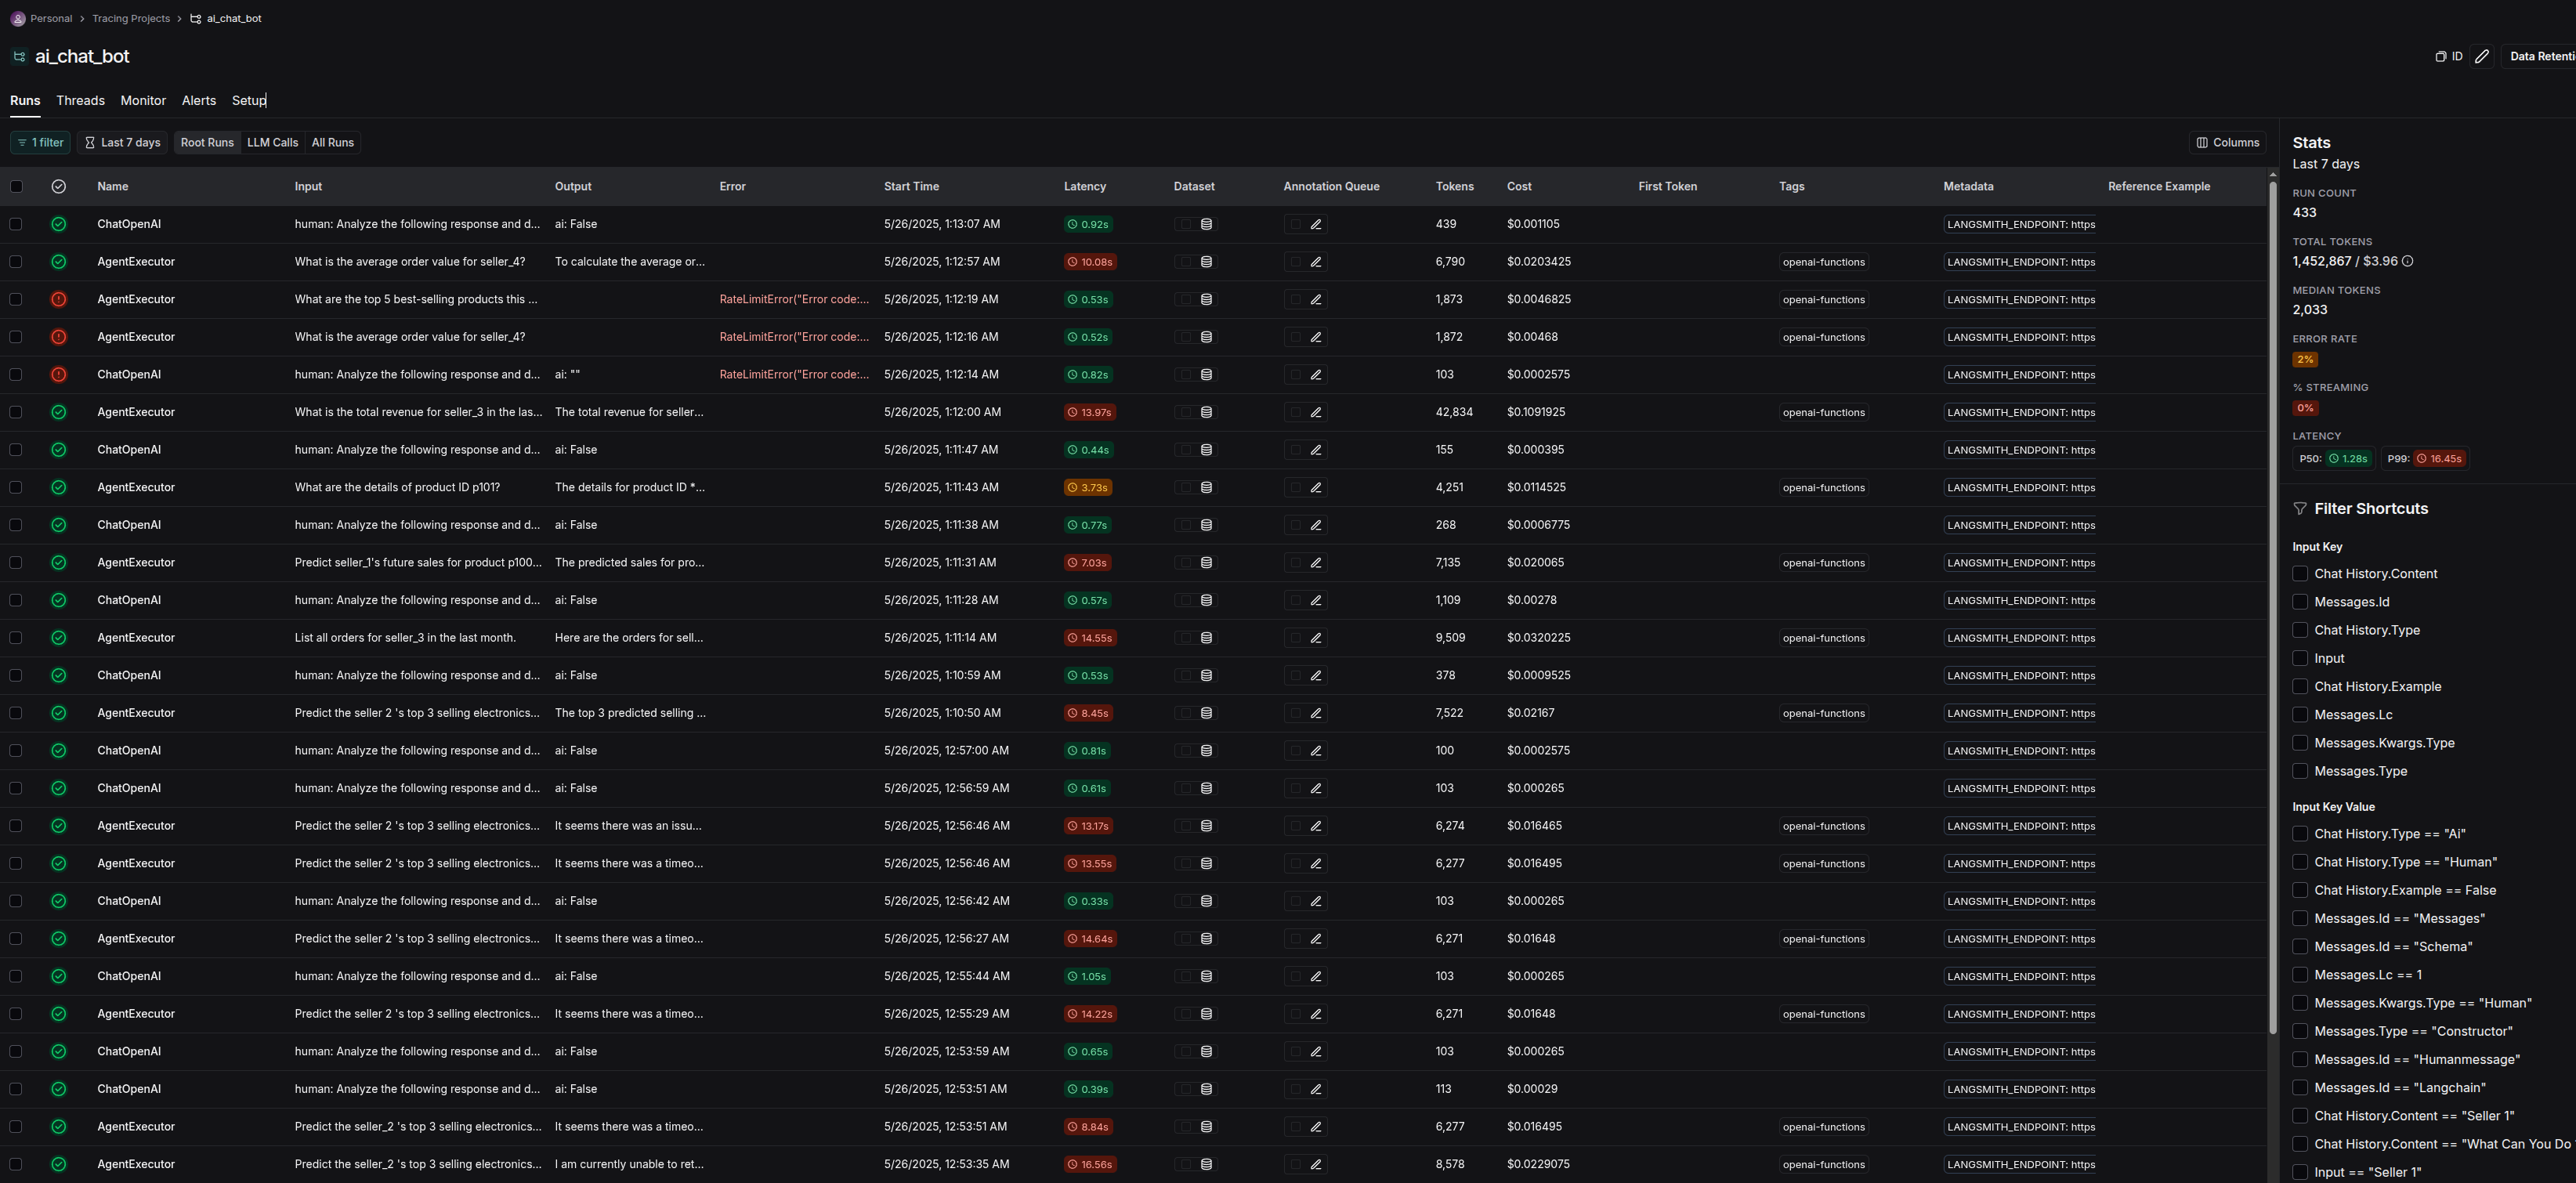 Personal > Tracing Projects > ai_chat_bot
ai_chat_bot
ID Data Retenti
Runs Threads Monitor Alerts Setup
1 filter Last 7 days Root Runs LLM Calls All Runs Columns
Name Input Output Error Start Time Latency Dataset Annotation Queue Tokens Cost First Token Tags Metadata Reference Example
ChatOpenAI human: Analyze the following response and d... ai: False 5/26/2025, 1:13:07 AM 0.92s 439 $0.001105 LANGSMITH_ENDPOINT: https
AgentExecutor What is the average order value for seller_4? To calculate the average or... 5/26/2025, 1:12:57 AM 10.08s 6,790 $0.0203425 openai-functions LANGSMITH_ENDPOINT: https
AgentExecutor What are the top 5 best-selling products this ... RateLimitError("Error code:... 5/26/2025, 1:12:19 AM 0.53s 1,873 $0.0046825 openai-functions LANGSMITH_ENDPOINT: https
AgentExecutor What is the average order value for seller_4? RateLimitError("Error code:... 5/26/2025, 1:12:16 AM 0.52s 1,872 $0.00468 openai-functions LANGSMITH_ENDPOINT: https
ChatOpenAI human: Analyze the following response and d... ai: "" RateLimitError("Error code:... 5/26/2025, 1:12:14 AM 0.82s 103 $0.0002575 LANGSMITH_ENDPOINT: https
AgentExecutor What is the total revenue for seller_3 in the las... The total revenue for seller... 5/26/2025, 1:12:00 AM 13.97s 42,834 $0.1091925 openai-functions LANGSMITH_ENDPOINT: https
ChatOpenAI human: Analyze the following response and d... ai: False 5/26/2025, 1:11:47 AM 0.44s 155 $0.000395 LANGSMITH_ENDPOINT: https
AgentExecutor What are the details of product ID p101? The details for product ID *... 5/26/2025, 1:11:43 AM 3.73s 4,251 $0.0114525 openai-functions LANGSMITH_ENDPOINT: https
ChatOpenAI human: Analyze the following response and d... ai: False 5/26/2025, 1:11:38 AM 0.77s 268 $0.0006775 LANGSMITH_ENDPOINT: https
AgentExecutor Predict seller_1's future sales for product p100... The predicted sales for pro... 5/26/2025, 1:11:31 AM 7.03s 7,135 $0.020065 openai-functions LANGSMITH_ENDPOINT: https
ChatOpenAI human: Analyze the following response and d... ai: False 5/26/2025, 1:11:28 AM 0.57s 1,109 $0.00278 LANGSMITH_ENDPOINT: https
AgentExecutor List all orders for seller_3 in the last month. Here are the orders for sell... 5/26/2025, 1:11:14 AM 14.55s 9,509 $0.0320225 openai-functions LANGSMITH_ENDPOINT: https
ChatOpenAI human: Analyze the following response and d... ai: False 5/26/2025, 1:10:59 AM 0.53s 378 $0.0009525 LANGSMITH_ENDPOINT: https
AgentExecutor Predict the seller 2 's top 3 selling electronics... The top 3 predicted selling ... 5/26/2025, 1:10:50 AM 8.45s 7,522 $0.02167 openai-functions LANGSMITH_ENDPOINT: https
ChatOpenAI human: Analyze the following response and d... ai: False 5/26/2025, 12:57:00 AM 0.81s 100 $0.0002575 LANGSMITH_ENDPOINT: https
ChatOpenAI human: Analyze the following response and d... ai: False 5/26/2025, 12:56:59 AM 0.61s 103 $0.000265 LANGSMITH_ENDPOINT: https
AgentExecutor Predict the seller 2 's top 3 selling electronics... It seems there was an issu... 5/26/2025, 12:56:46 AM 13.17s 6,274 $0.016465 openai-functions LANGSMITH_ENDPOINT: https
AgentExecutor Predict the seller 2 's top 3 selling electronics... It seems there was a timeo... 5/26/2025, 12:56:46 AM 13.55s 6,277 $0.016495 openai-functions LANGSMITH_ENDPOINT: https
ChatOpenAI human: Analyze the following response and d... ai: False 5/26/2025, 12:56:42 AM 0.33s 103 $0.000265 LANGSMITH_ENDPOINT: https
AgentExecutor Predict the seller 2 's top 3 selling electronics... It seems there was a timeo... 5/26/2025, 12:56:27 AM 14.64s 6,271 $0.01648 openai-functions LANGSMITH_ENDPOINT: https
ChatOpenAI human: Analyze the following response and d... ai: False 5/26/2025, 12:55:44 AM 1.05s 103 $0.000265 LANGSMITH_ENDPOINT: https
AgentExecutor Predict the seller 2 's top 3 selling electronics... It seems there was a timeo... 5/26/2025, 12:55:29 AM 14.22s 6,271 $0.01648 openai-functions LANGSMITH_ENDPOINT: https
ChatOpenAI human: Analyze the following response and d... ai: False 5/26/2025, 12:53:59 AM 0.65s 103 $0.000265 LANGSMITH_ENDPOINT: https
ChatOpenAI human: Analyze the following response and d... ai: False 5/26/2025, 12:53:51 AM 0.39s 113 $0.00029 LANGSMITH_ENDPOINT: https
AgentExecutor Predict the seller_2 's top 3 selling electronics... It seems there was a timeo... 5/26/2025, 12:53:51 AM 8.84s 6,277 $0.016495 openai-functions LANGSMITH_ENDPOINT: https
AgentExecutor Predict the seller_2 's top 3 selling electronics... I am currently unable to ret... 5/26/2025, 12:53:35 AM 16.56s 8,578 $0.0229075 openai-functions LANGSMITH_ENDPOINT: https
Stats
Last 7 days
RUN COUNT
433
TOTAL TOKENS
1,452,867 / $3.96
MEDIAN TOKENS
2,033
ERROR RATE
2%
% STREAMING
0%
LATENCY
P50: 1.28s P99: 16.45s
Filter Shortcuts
Input Key
Chat History.Content
Messages.Id
Chat History.Type
Input
Chat History.Example
Messages.Lc
Messages.Kwargs.Type
Messages.Type
Input Key Value
Chat History.Type == "Ai"
Chat History.Type == "Human"
Chat History.Example == False
Messages.Id == "Messages"
Messages.Id == "Schema"
Messages.Lc == 1
Messages.Kwargs.Type == "Human"
Messages.Type == "Constructor"
Messages.Id == "Humanmessage"
Messages.Id == "Langchain"
Chat History.Content == "Seller 1"
Chat History.Content == "What Can You Do
Input == "Seller 1"